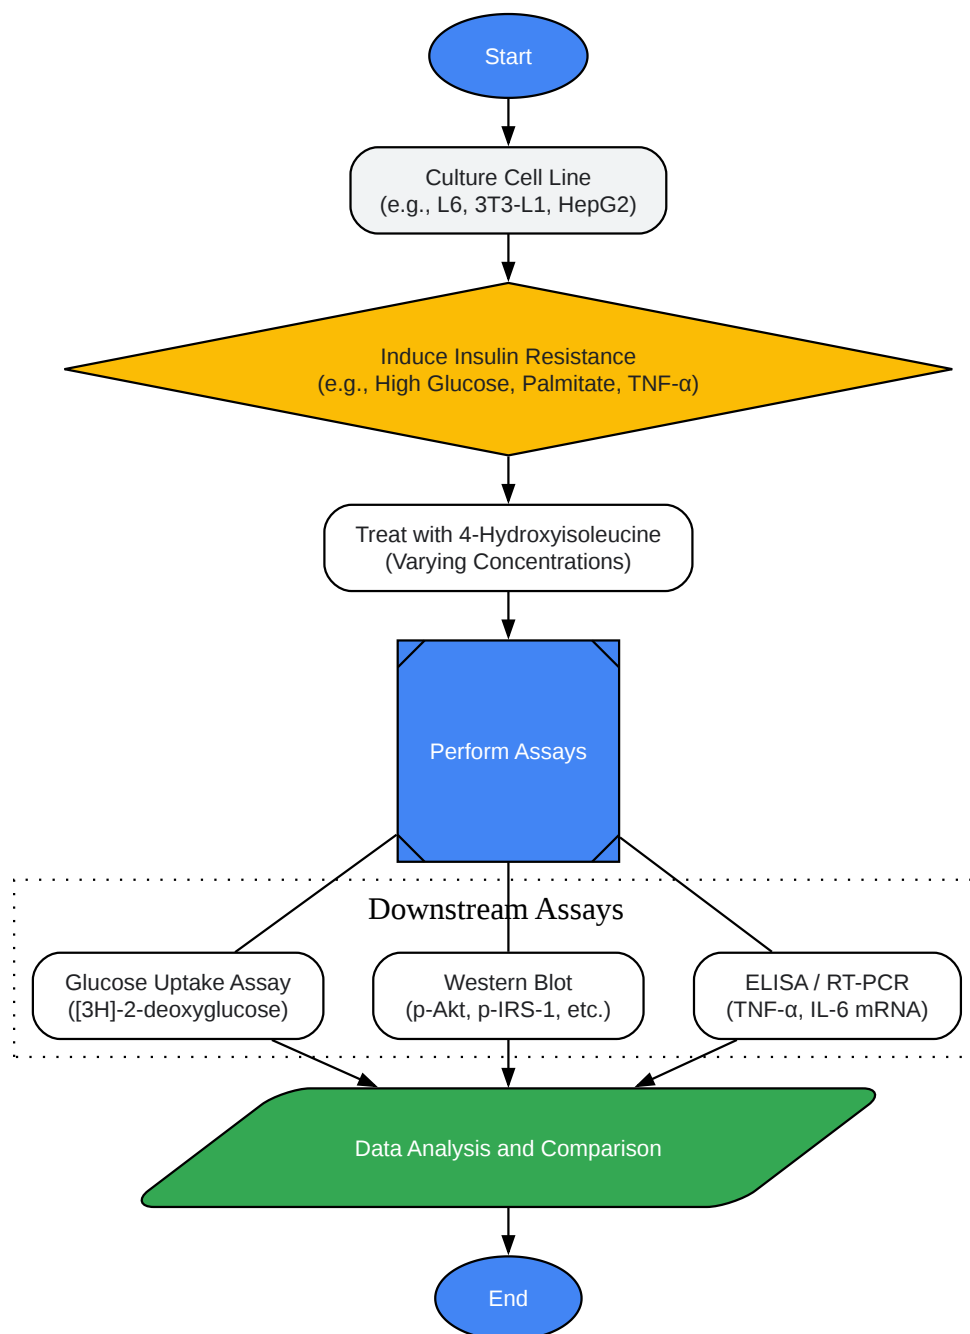 Start
Culture Cell Line
(e.g., L6, 3T3-L1, HepG2)
Induce Insulin Resistance
(e.g., High Glucose, Palmitate, TNF-α)
Treat with 4-Hydroxyisoleucine
(Varying Concentrations)
Perform Assays
Downstream Assays
Glucose Uptake Assay
([3H]-2-deoxyglucose)
Western Blot
(p-Akt, p-IRS-1, etc.)
ELISA / RT-PCR
(TNF-α, IL-6 mRNA)
Data Analysis and Comparison
End